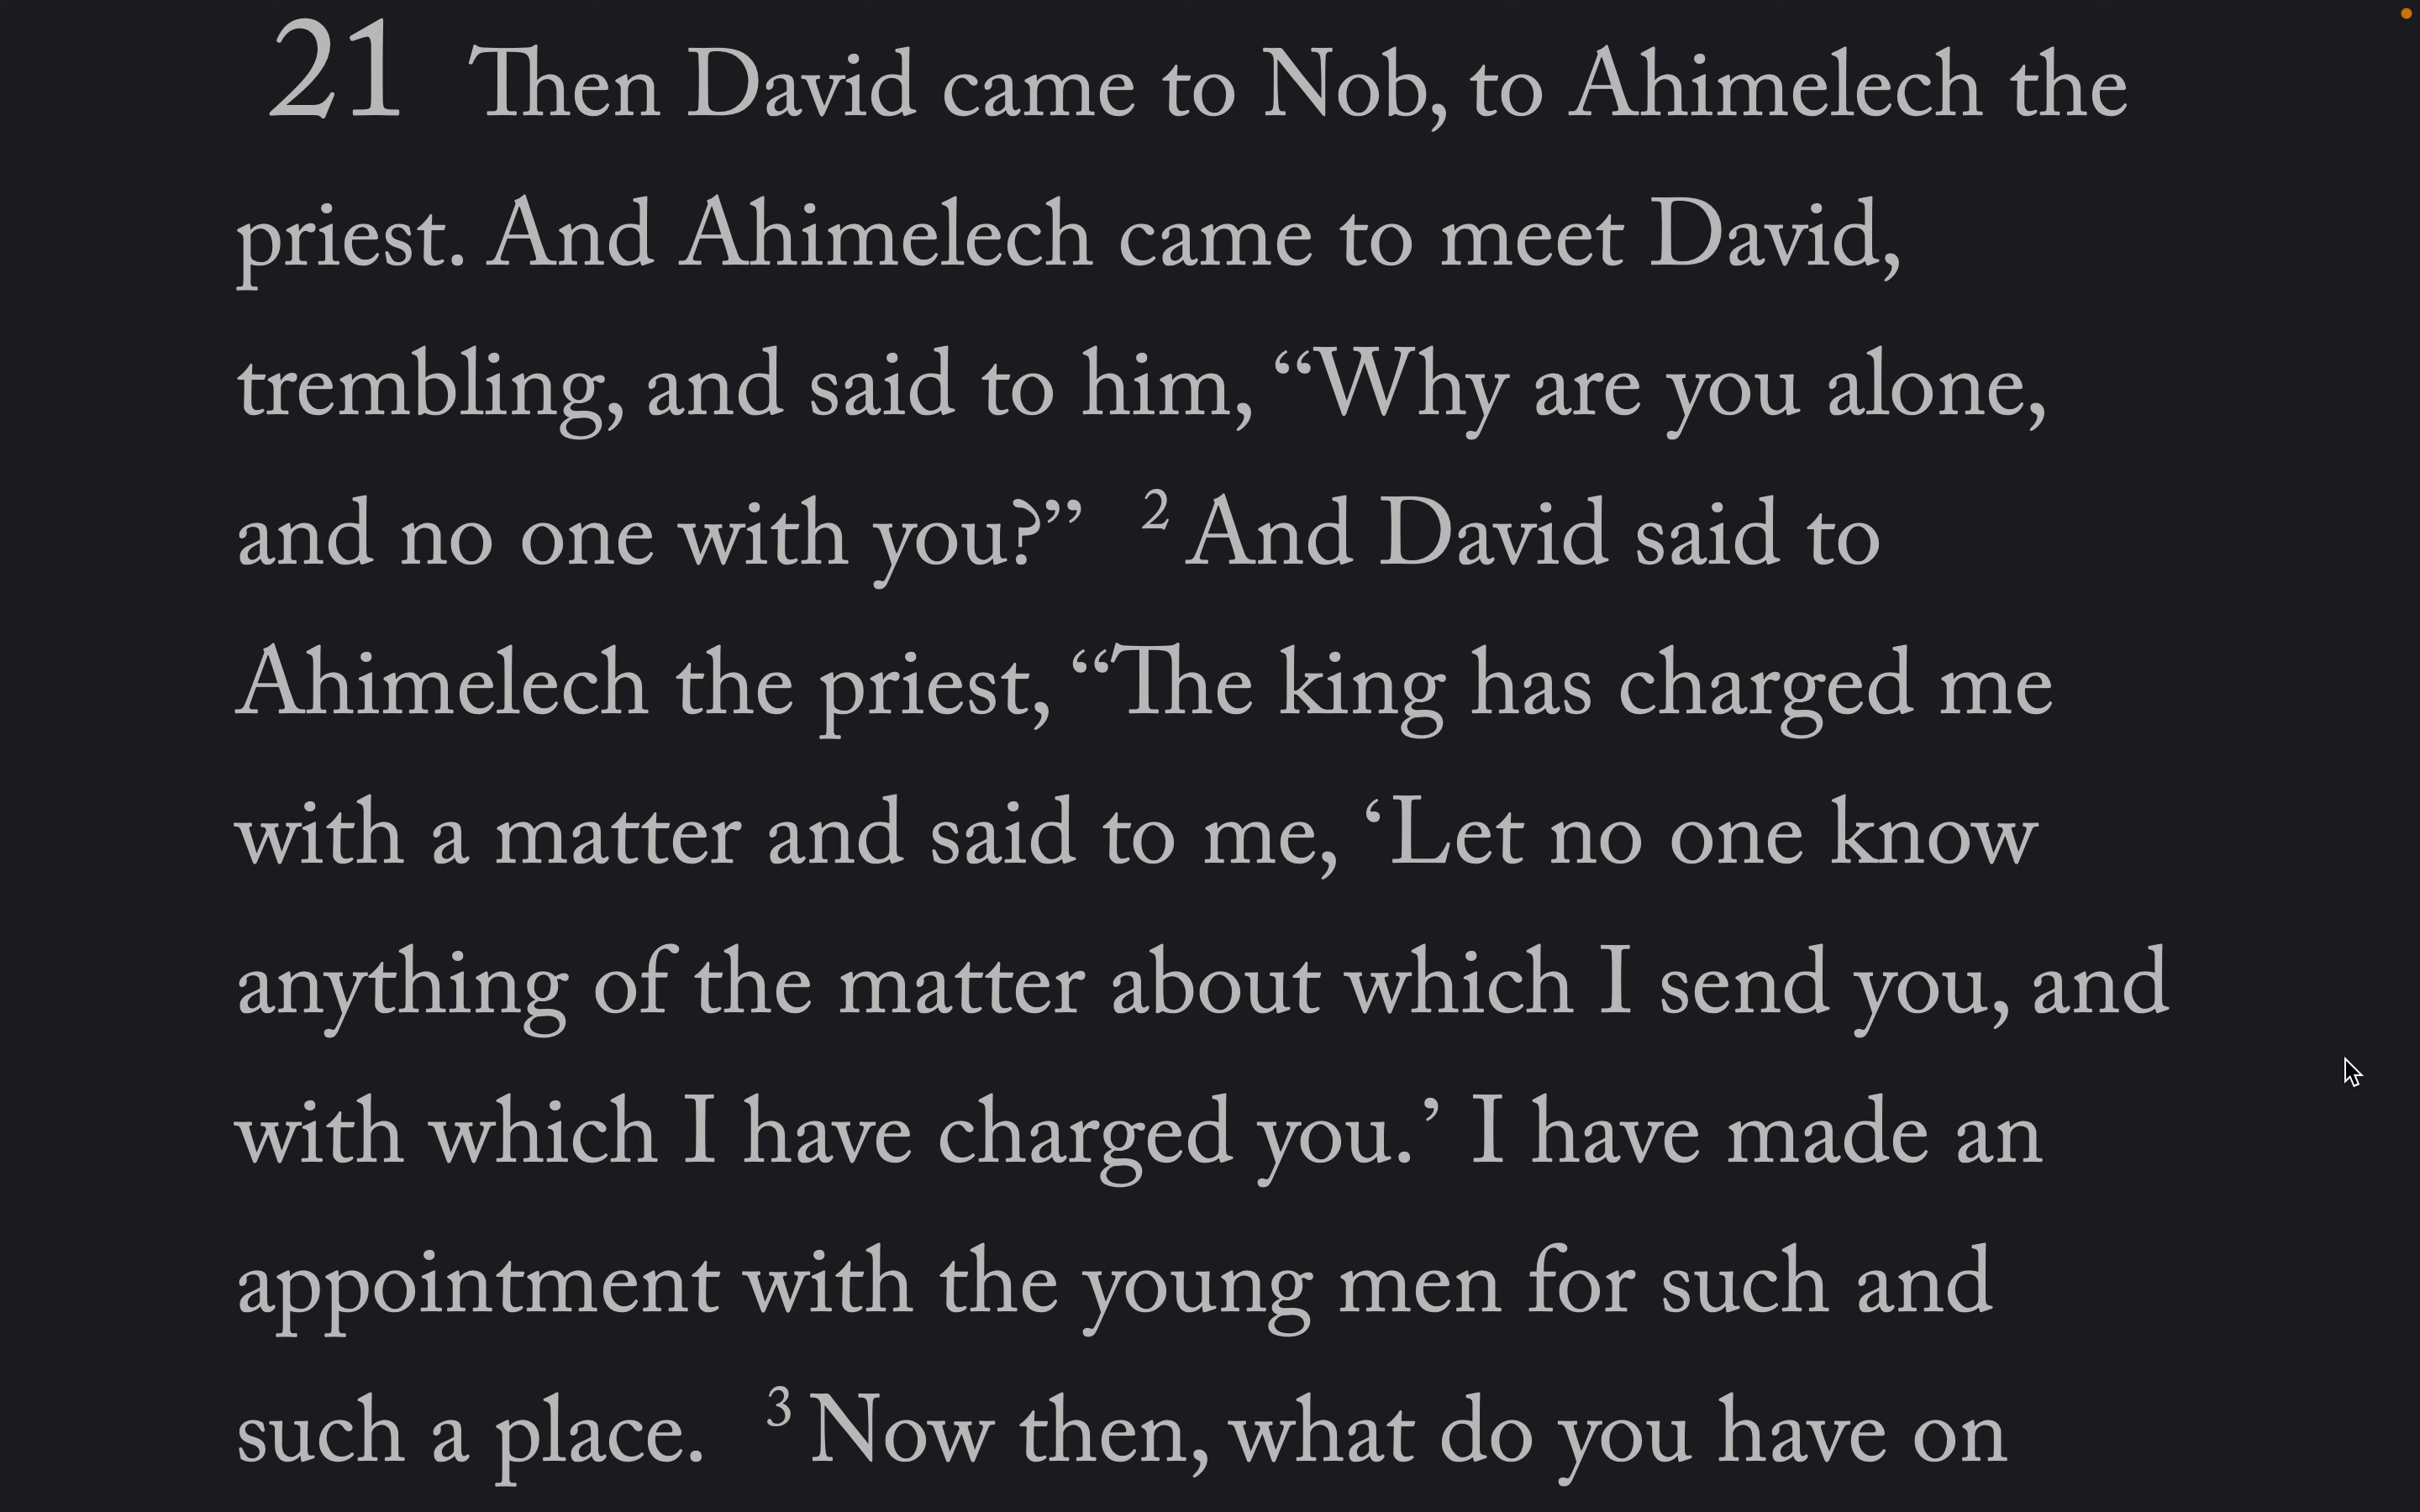 21 Then David came to Nob, to Ahimelech the
priest. And Ahimelech came to meet David,
trembling, and said to him, “Why are you alone,
and no one with you?” 2 And David said to
Ahimelech the priest, “The king has charged me
with a matter and said to me, ‘Let no one know
anything of the matter about which I send you, and
with which I have charged you.’ I have made an
appointment with the young men for such and
such a place. 3 Now then, what do you have on